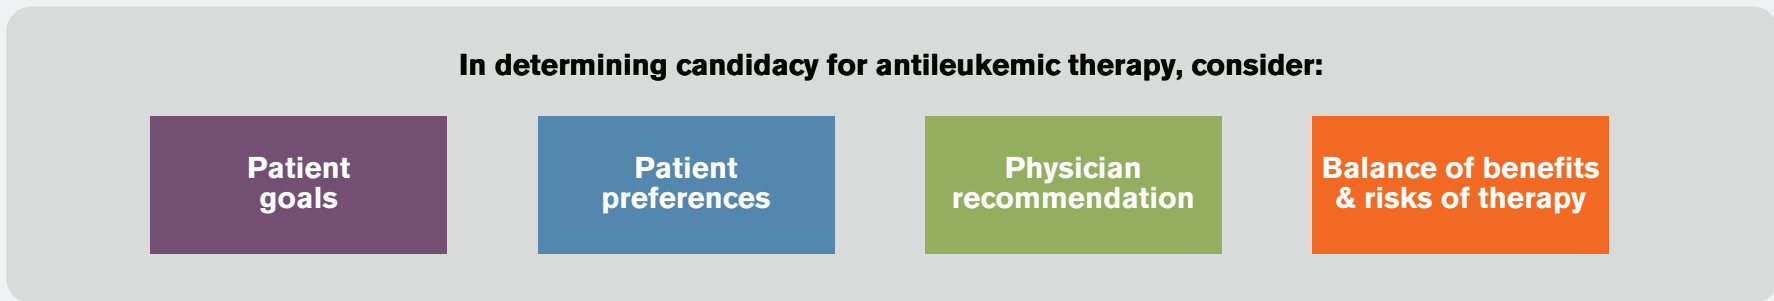 In determining candidacy for antileukemic therapy, consider:
Patient
goals
Patient
preferences
Physician
recommendation
Balance of benefits
& risks of therapy